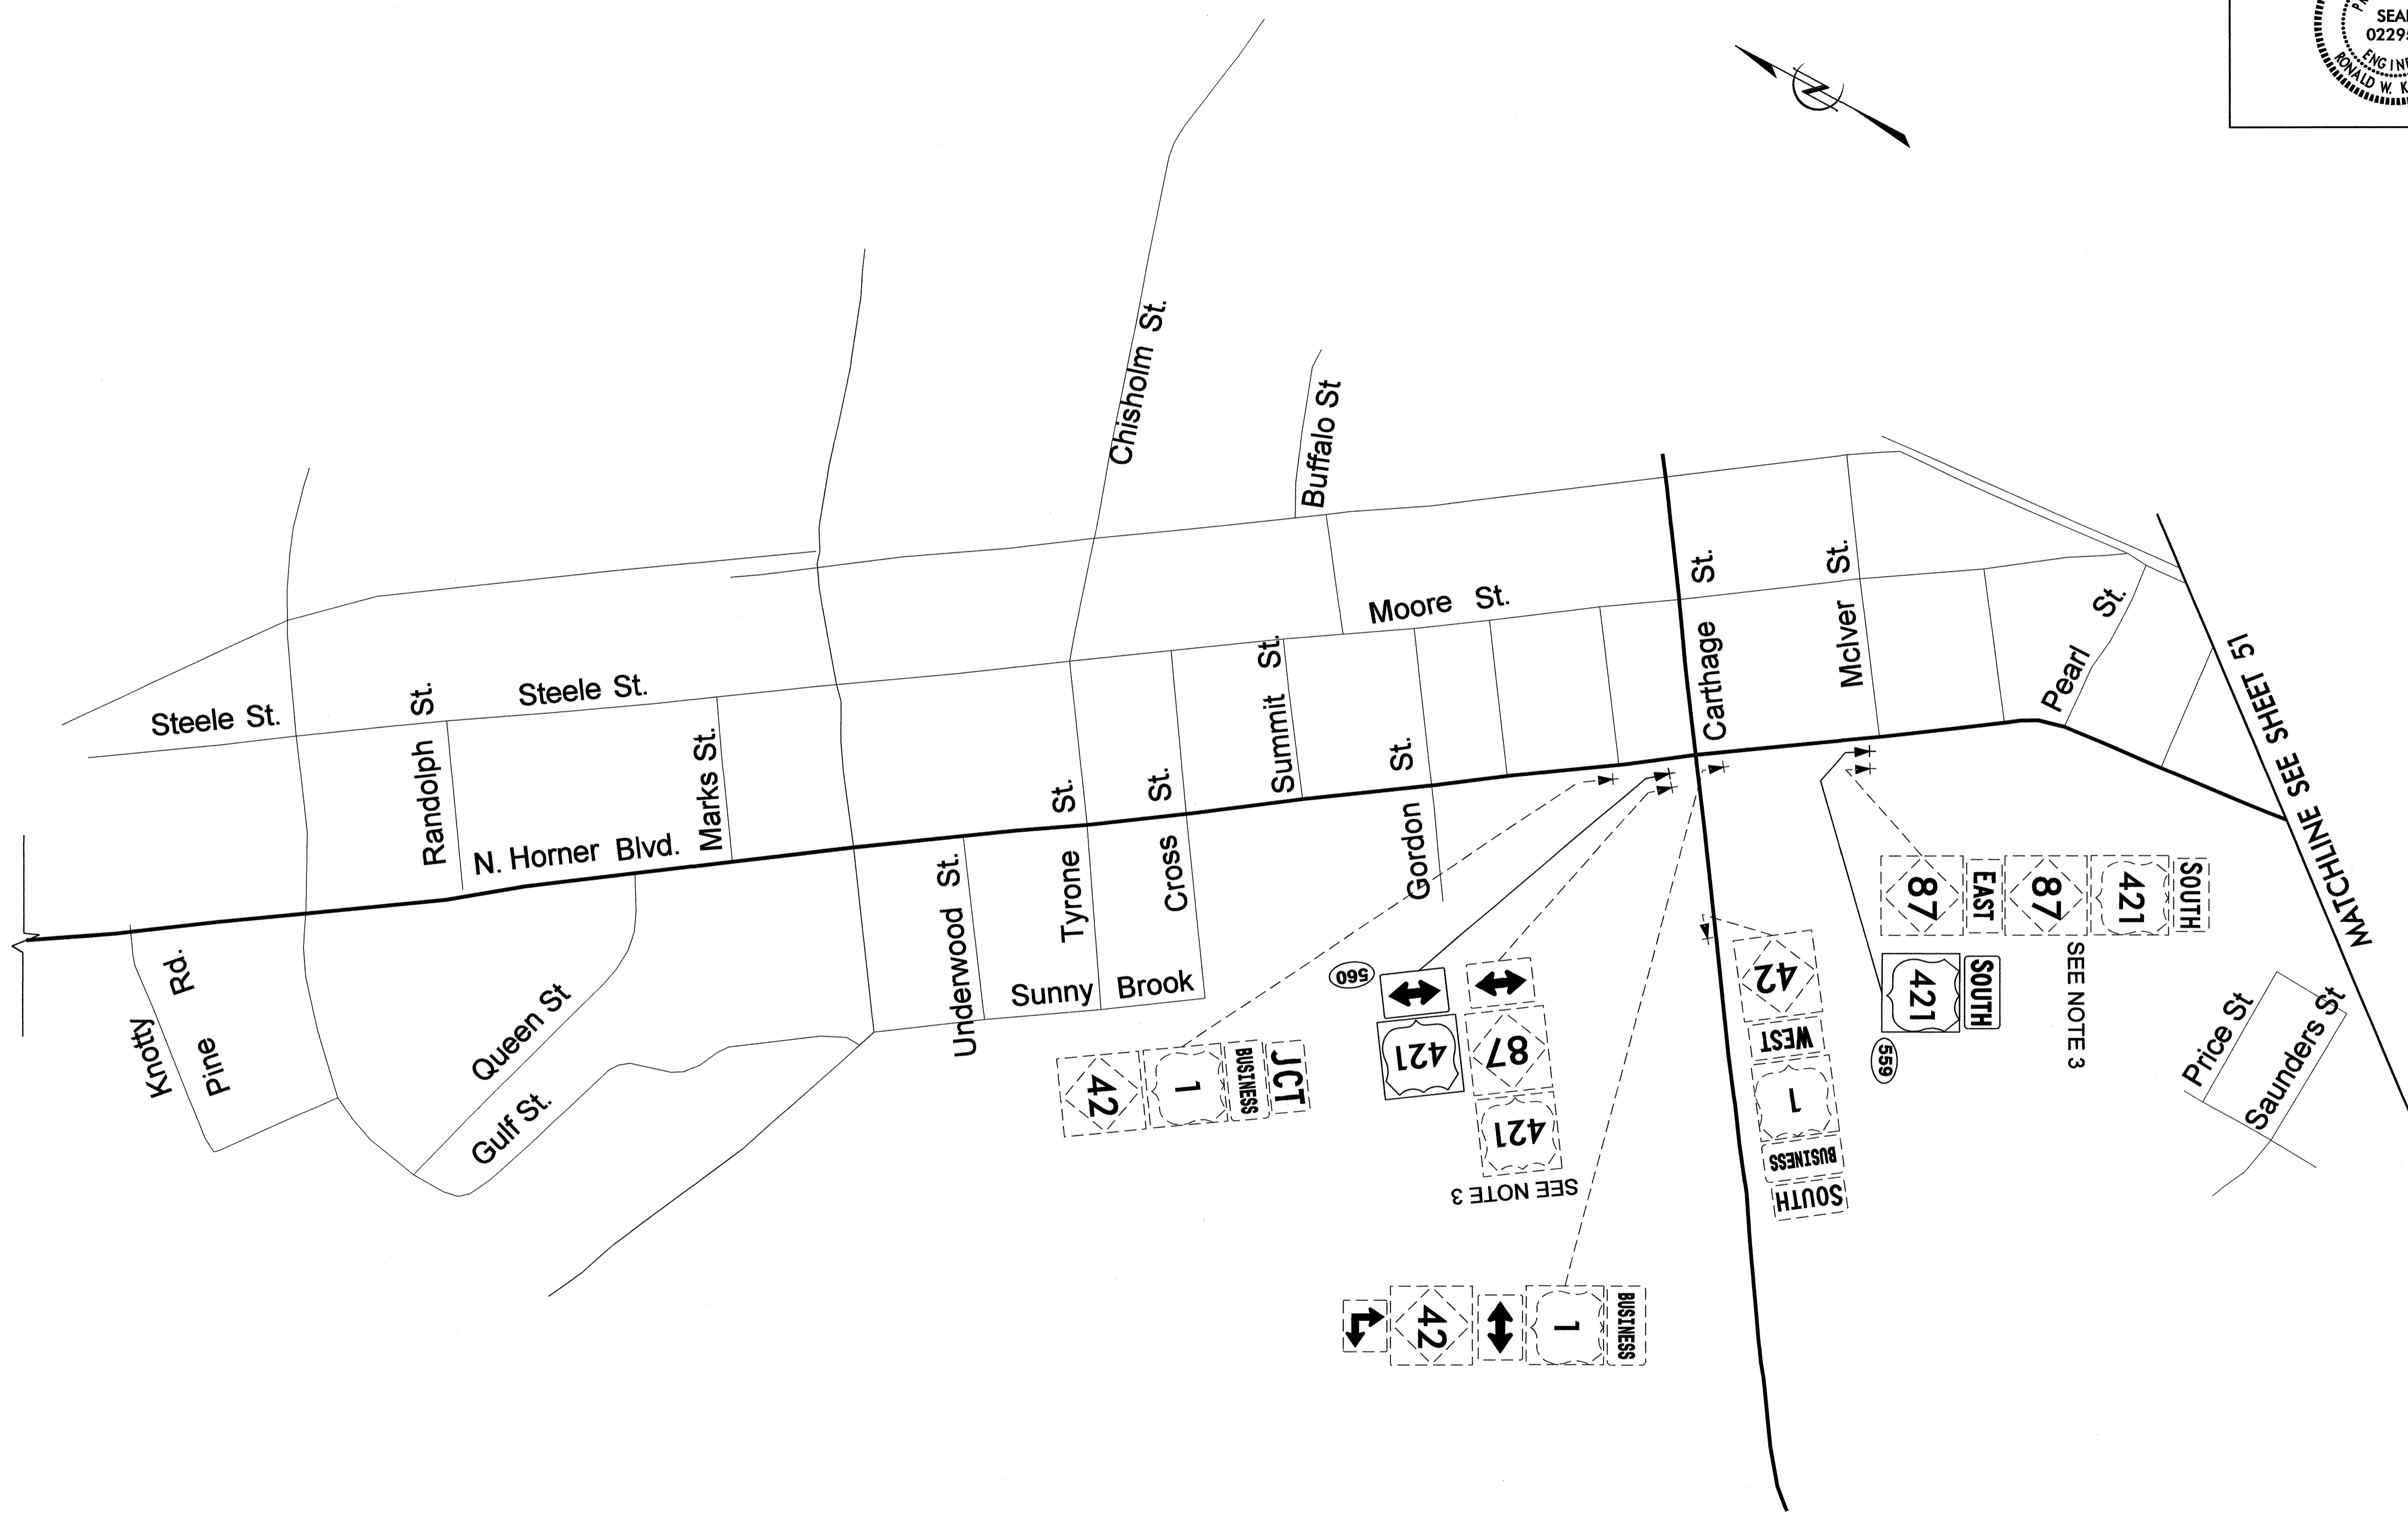 SEAL
RONALD W.
N
Chisholm St.
Buffalo St
Moore St.
Carthage St.
McIver St.
Pearl St.
MATCHLINE SEE SHEET 51
Steele St.
Randolph St.
Steele St.
Marks St.
N. Horner Blvd.
Summit St.
Gordon St.
Tyrone St.
Cross St.
Underwood St.
Sunny Brook
Knotty Pine Rd.
Queen St
Gulf St.
SOUTH
421
87
EAST
87
SEE NOTE 3
SOUTH
421
559
Price St
Saunders St
560
421
87
421
SEE NOTE 3
JCT
BUSINESS
1
42
SOUTH
BUSINESS
1
WEST
42
BUSINESS
1
42